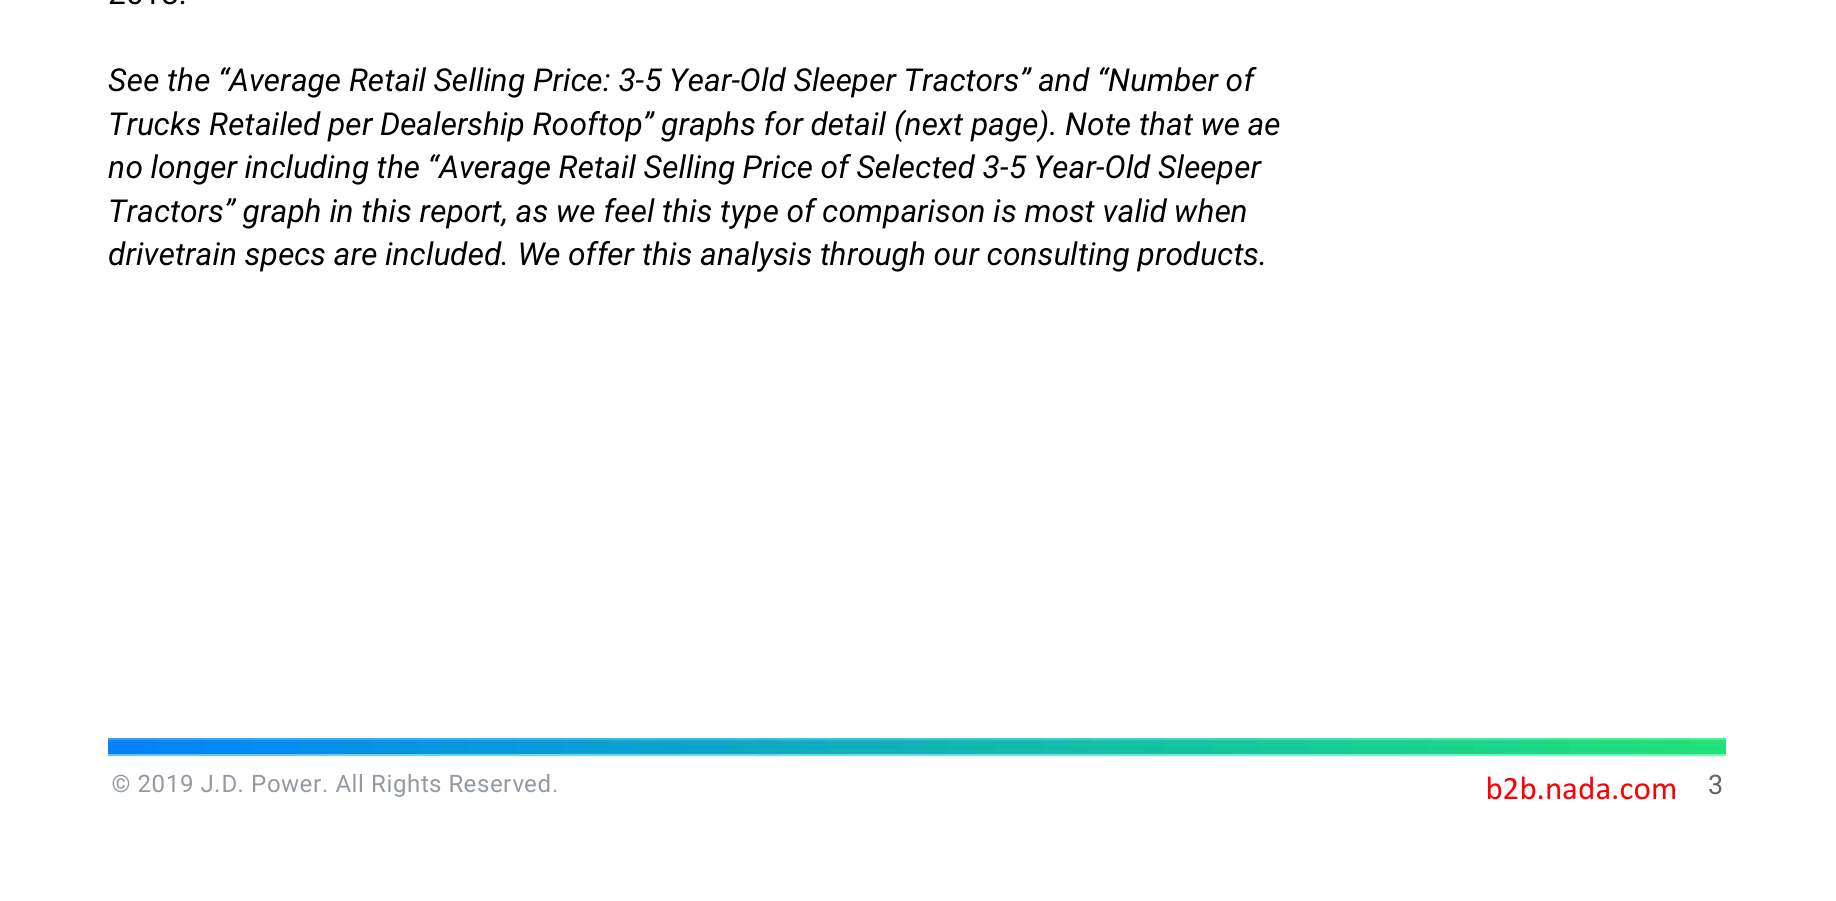 See the “Average Retail Selling Price: 3-5 Year-Old Sleeper Tractors” and “Number of
Trucks Retailed per Dealership Rooftop” graphs for detail (next page). Note that we ae
no longer including the “Average Retail Selling Price of Selected 3-5 Year-Old Sleeper
Tractors” graph in this report, as we feel this type of comparison is most valid when
drivetrain specs are included. We offer this analysis through our consulting products.
© 2019 J.D. Power. All Rights Reserved.
b2b.nada.com 3